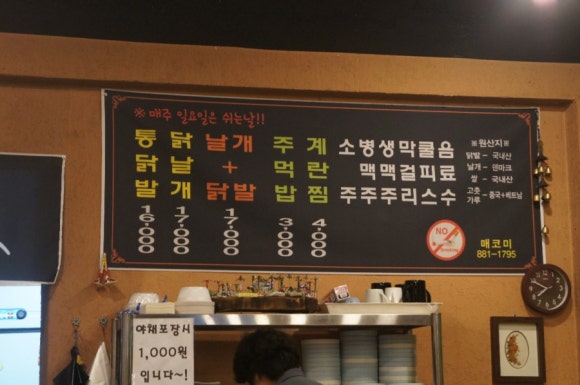 ※ 매주 일요일은 쉬는날!!
통닭발 16,000
닭날개 17,000
날개+닭발 17,000
주먹밥 3,000
계란찜 4,000
소주
병맥주
생맥주
막걸리
쿨피스
음료수
※원산지※
닭발 - 국내산
날개 - 덴마크
쌀 - 국내산
고춧가루 - 중국+베트남
NO
SMOKING
매코미
881-1795
야채포장시
1,000원
입니다~!